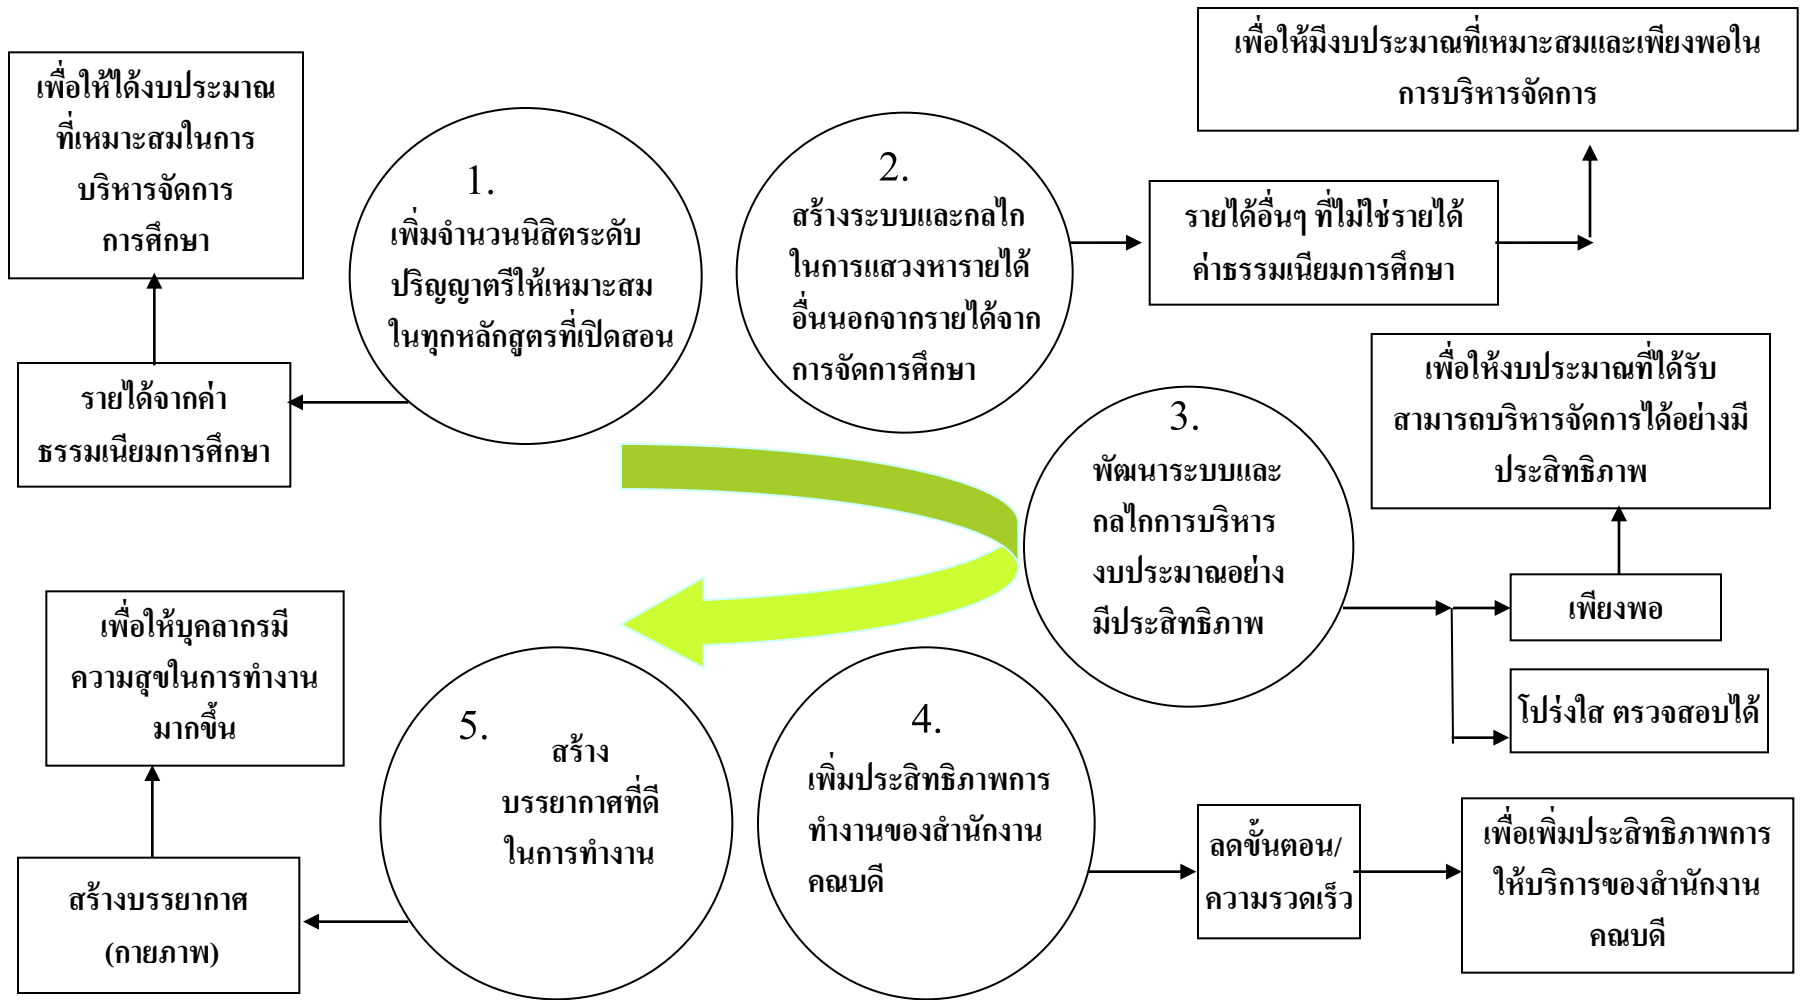 เพื่อให้ได้งบประมาณ
ที่เหมาะสมในการ
บริหารจัดการ
การศึกษา
รายได้จากค่า
ธรรมเนียมการศึกษา
1.
เพิ่มจำนวนนิสิตระดับ
ปริญญาตรีให้เหมาะสม
ในทุกหลักสูตรที่เปิดสอน
2.
สร้างระบบและกลไก
ในการแสวงหารายได้
อื่นนอกจากรายได้จาก
การจัดการศึกษา
รายได้อื่นๆ ที่ไม่ใช่รายได้
ค่าธรรมเนียมการศึกษา
เพื่อให้มีงบประมาณที่เหมาะสมและเพียงพอใน
การบริหารจัดการ
3.
พัฒนาระบบและ
กลไกการบริหาร
งบประมาณอย่าง
มีประสิทธิภาพ
เพื่อให้งบประมาณที่ได้รับ
สามารถบริหารจัดการได้อย่างมี
ประสิทธิภาพ
เพียงพอ
โปร่งใส ตรวจสอบได้
4.
เพิ่มประสิทธิภาพการ
ทำงานของสำนักงาน
คณบดี
ลดขั้นตอน/
ความรวดเร็ว
เพื่อเพิ่มประสิทธิภาพการ
ให้บริการของสำนักงาน
คณบดี
5.
สร้าง
บรรยากาศที่ดี
ในการทำงาน
สร้างบรรยากาศ
(กายภาพ)
เพื่อให้บุคลากรมี
ความสุขในการทำงาน
มากขึ้น